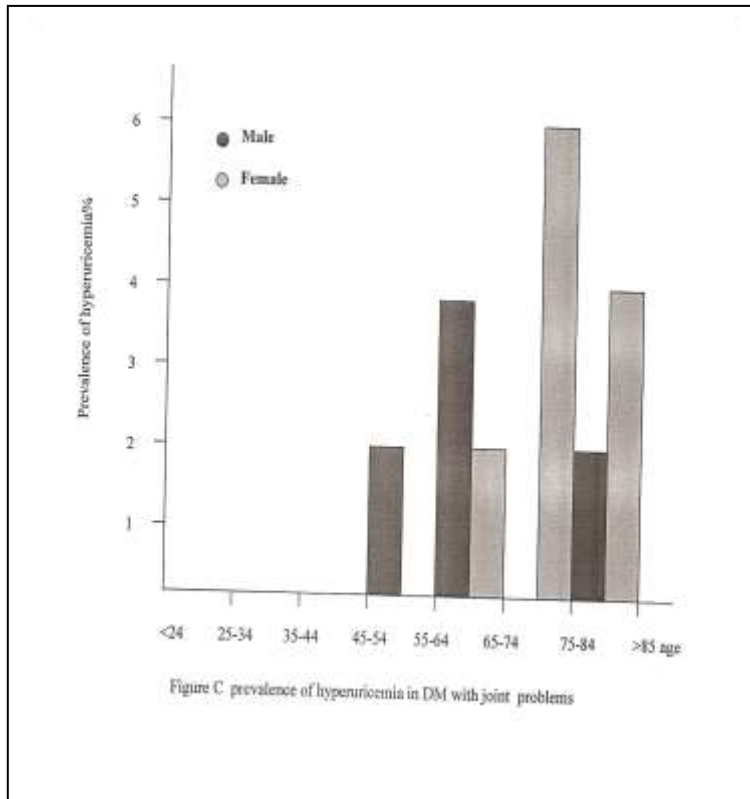 6
Male
Female
5
4
Prevalence of hyperuricemia%
3
2
1
<24 25-34 35-44 45-54 55-64 65-74 75-84 >85 age
Figure C prevalence of hyperuricemia in DM with joint problems